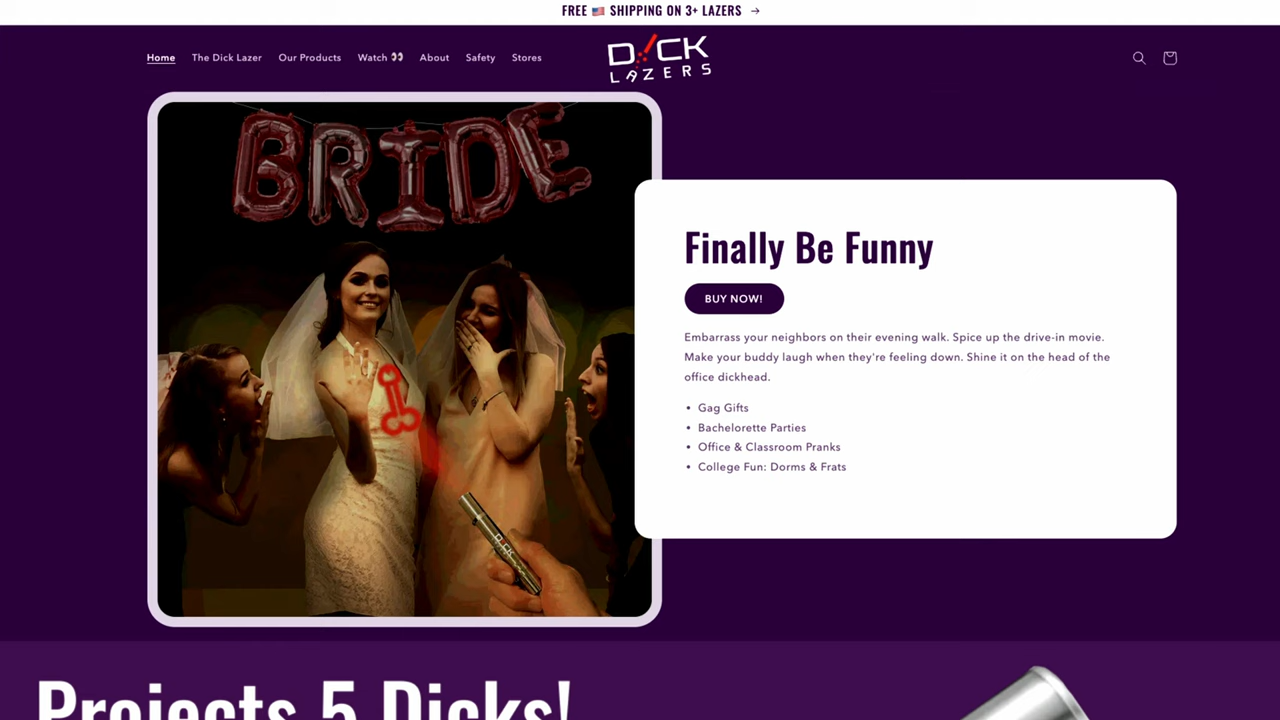 FREE 🇺🇸 SHIPPING ON 3+ LAZERS →
Home The Dick Lazer Our Products Watch 👀 About Safety Stores
D!CK
LAZERS
BRIDE
Finally Be Funny
BUY NOW!
Embarrass your neighbors on their evening walk. Spice up the drive-in movie.
Make your buddy laugh when they're feeling down. Shine it on the head of the
office dickhead.
• Gag Gifts
• Bachelorette Parties
• Office & Classroom Pranks
• College Fun: Dorms & Frats
D!CK
Projects 5 Dicks!